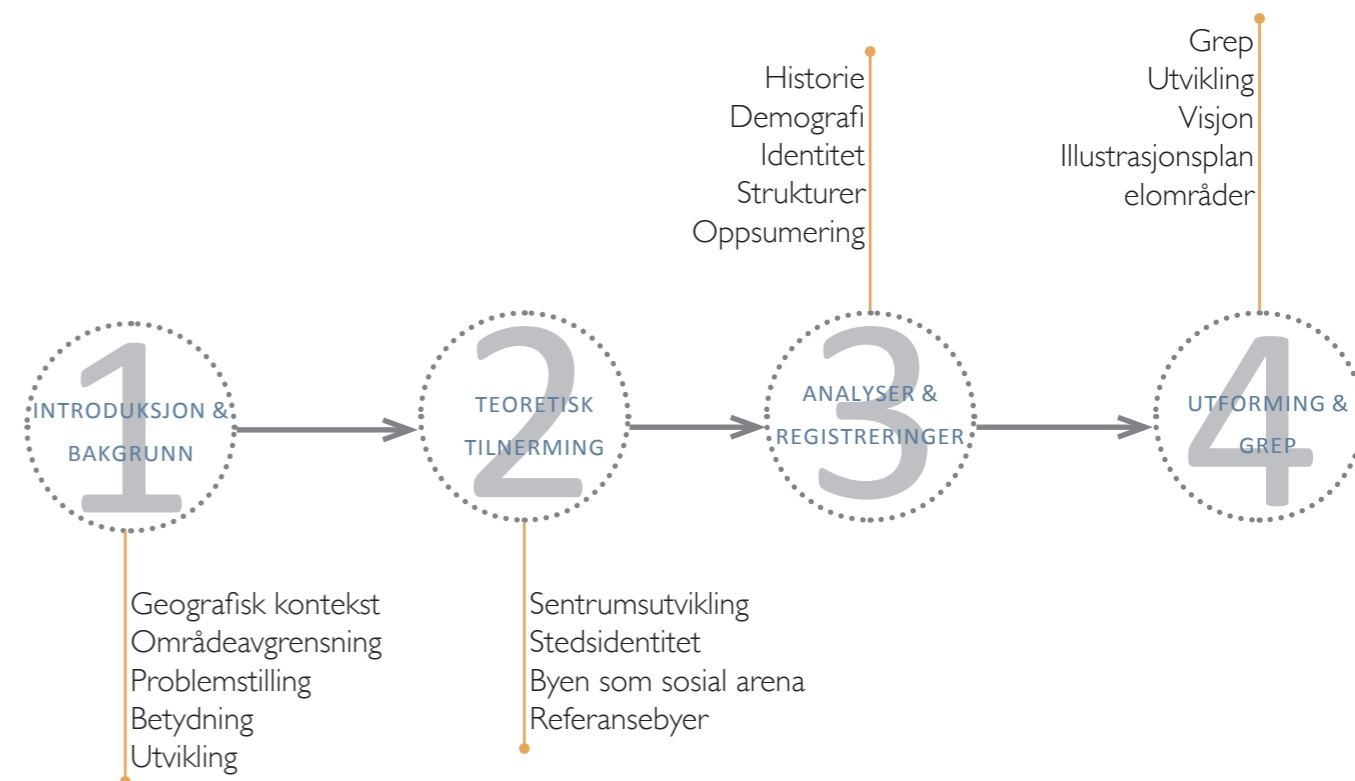 1
INTRODUKSJON &
BAKGRUNN
Geografisk kontekst
Områdeavgrensning
Problemstilling
Betydning
Utvikling
2
TEORETISK
TILNERMING
Sentrumsutvikling
Stedsidentitet
Byen som sosial arena
Referansebyer
Historie
Demografi
Identitet
Strukturer
Oppsumering
3
ANALYSER &
REGISTRERINGER
Grep
Utvikling
Visjon
Illustrasjonsplan
elområder
4
UTFORMING &
GREP